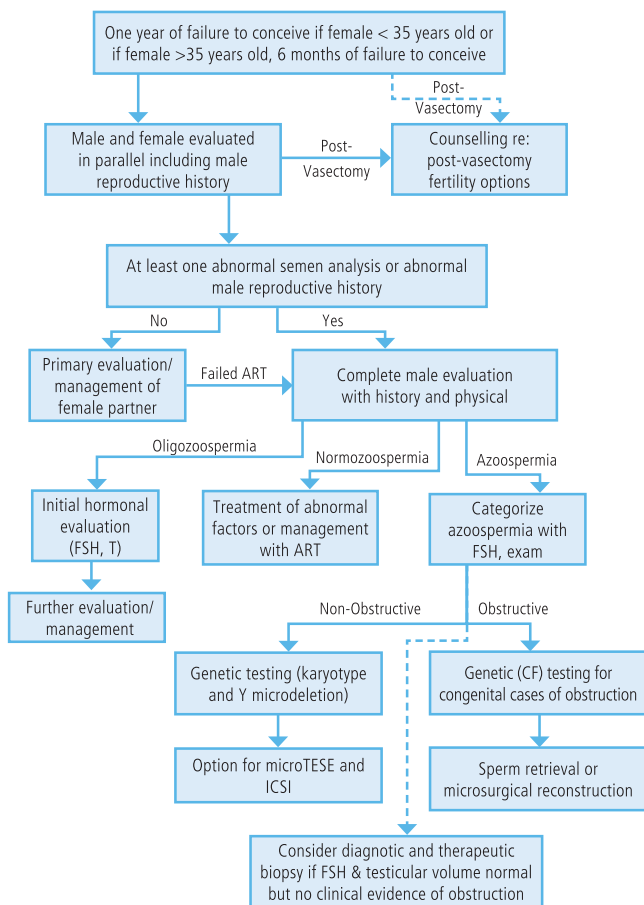 One year of failure to conceive if female < 35 years old or
if female >35 years old, 6 months of failure to conceive
Post-
Vasectomy
Male and female evaluated
in parallel including male
reproductive history
Post-
Vasectomy
Counselling re:
post-vasectomy
fertility options
At least one abnormal semen analysis or abnormal
male reproductive history
No
Yes
Primary evaluation/
management of
female partner
Failed ART
Complete male evaluation
with history and physical
Oligozoospermia
Normozoospermia
Azoospermia
Initial hormonal
evaluation
(FSH, T)
Treatment of abnormal
factors or management
with ART
Categorize
azoospermia with
FSH, exam
Further evaluation/
management
Non-Obstructive
Obstructive
Genetic testing (karyotype
and Y microdeletion)
Genetic (CF) testing for
congenital cases of obstruction
Option for microTESE and
ICSI
Sperm retrieval or
microsurgical reconstruction
Consider diagnostic and therapeutic
biopsy if FSH & testicular volume normal
but no clinical evidence of obstruction